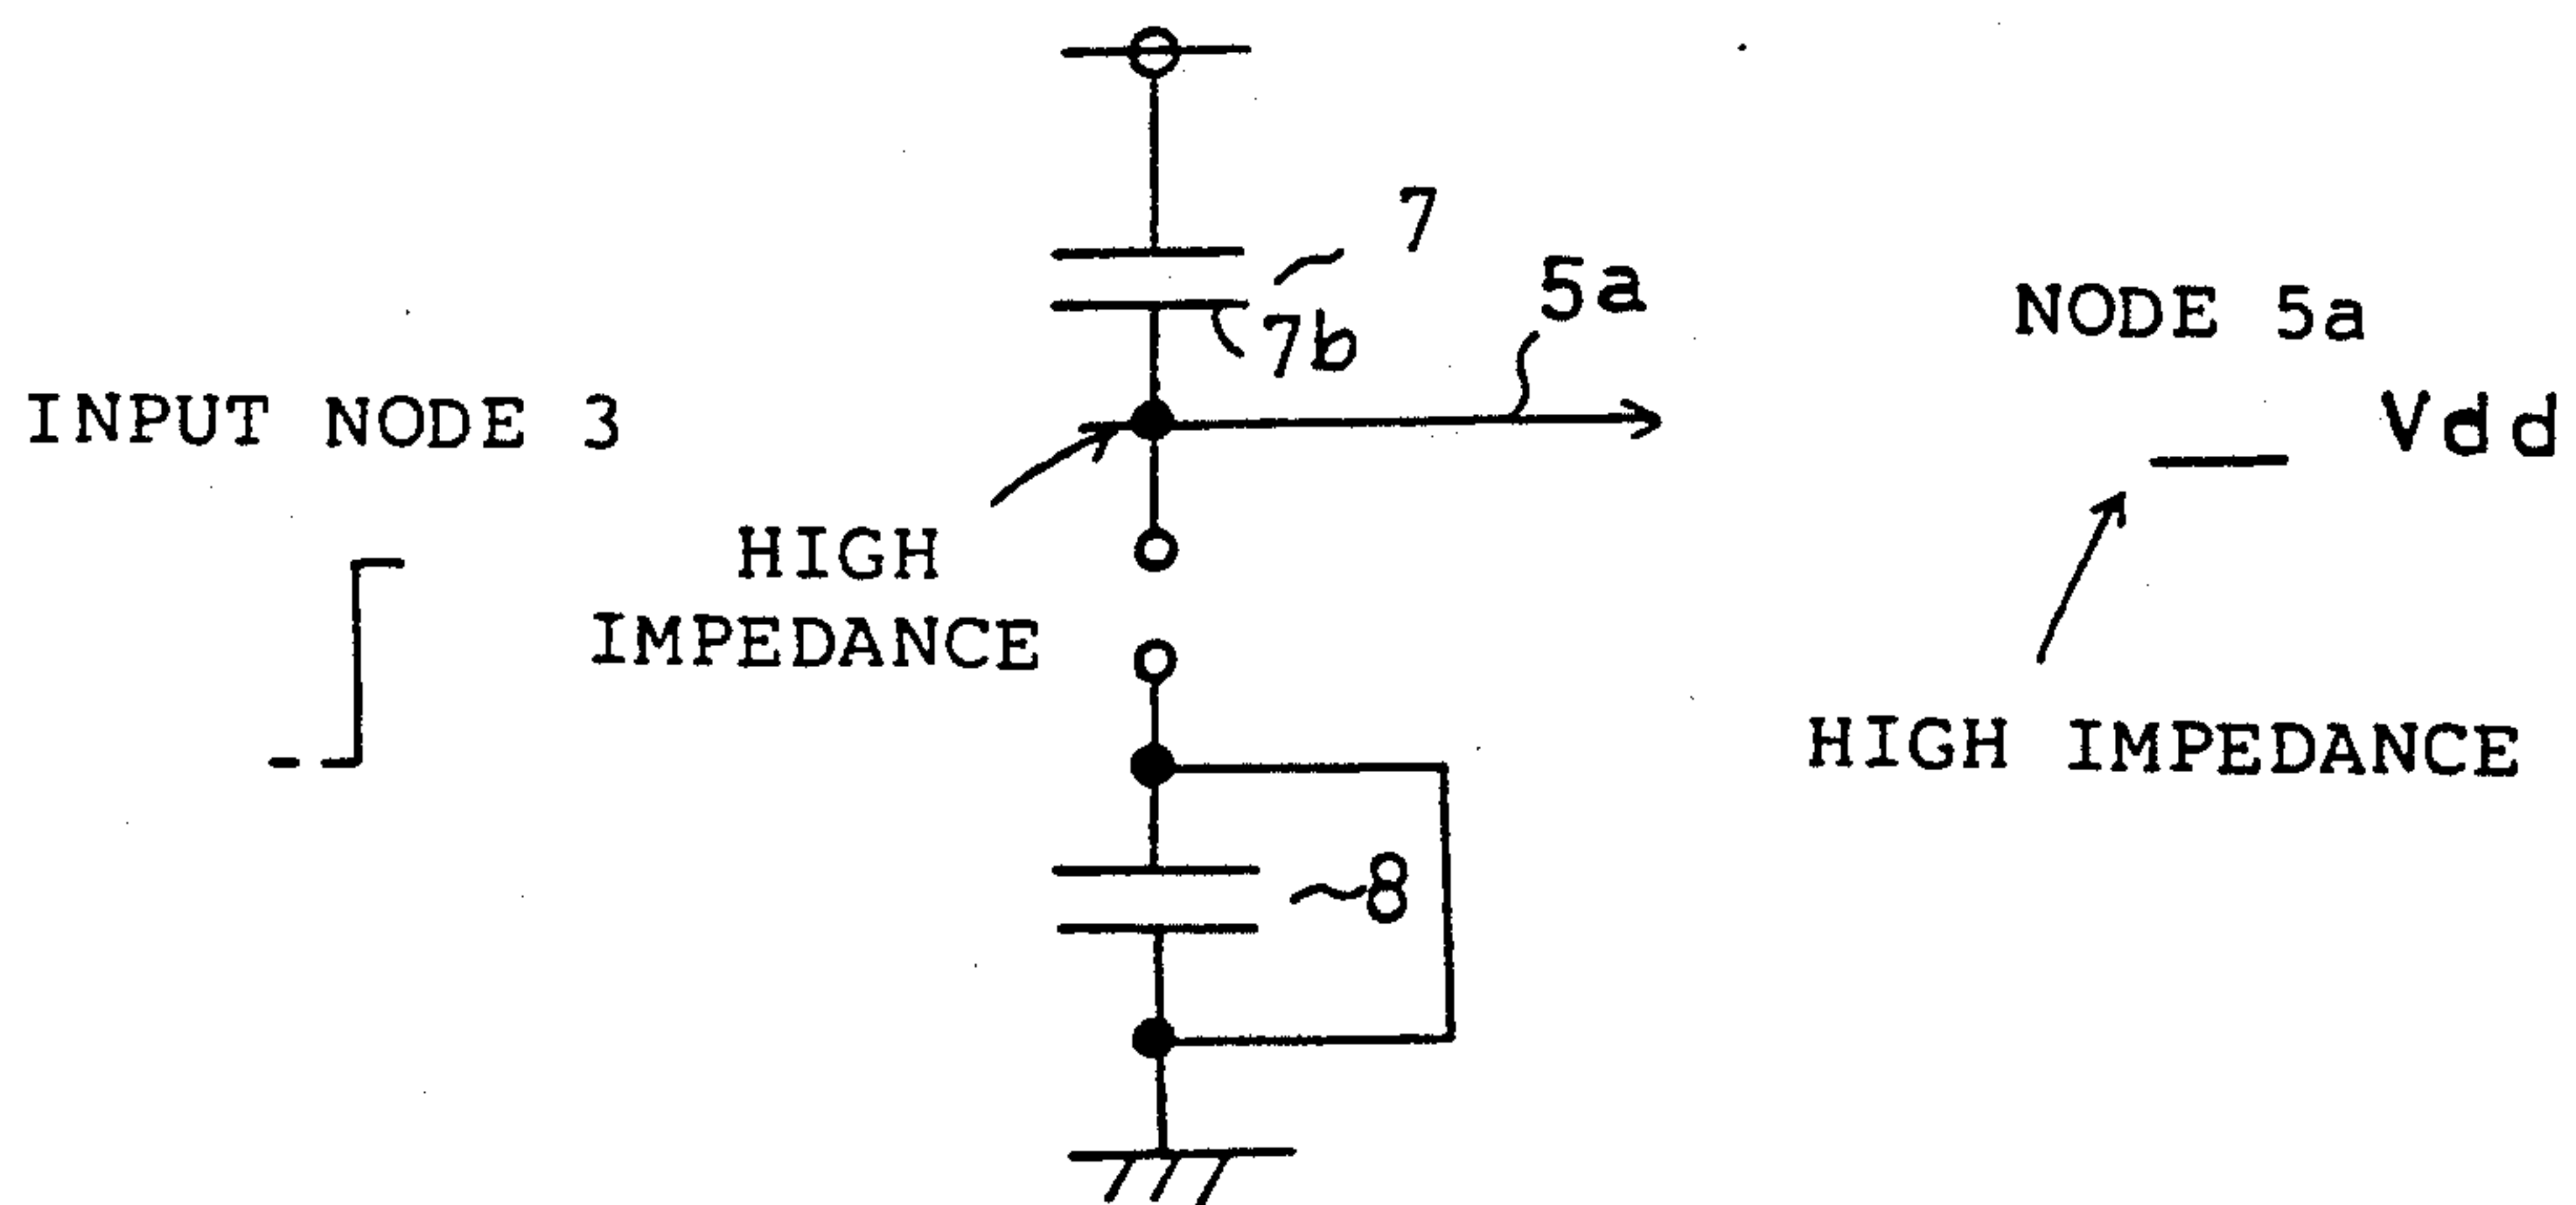 7
5a
7b
NODE 5a
INPUT NODE 3
Vdd
HIGH
IMPEDANCE
HIGH IMPEDANCE
8